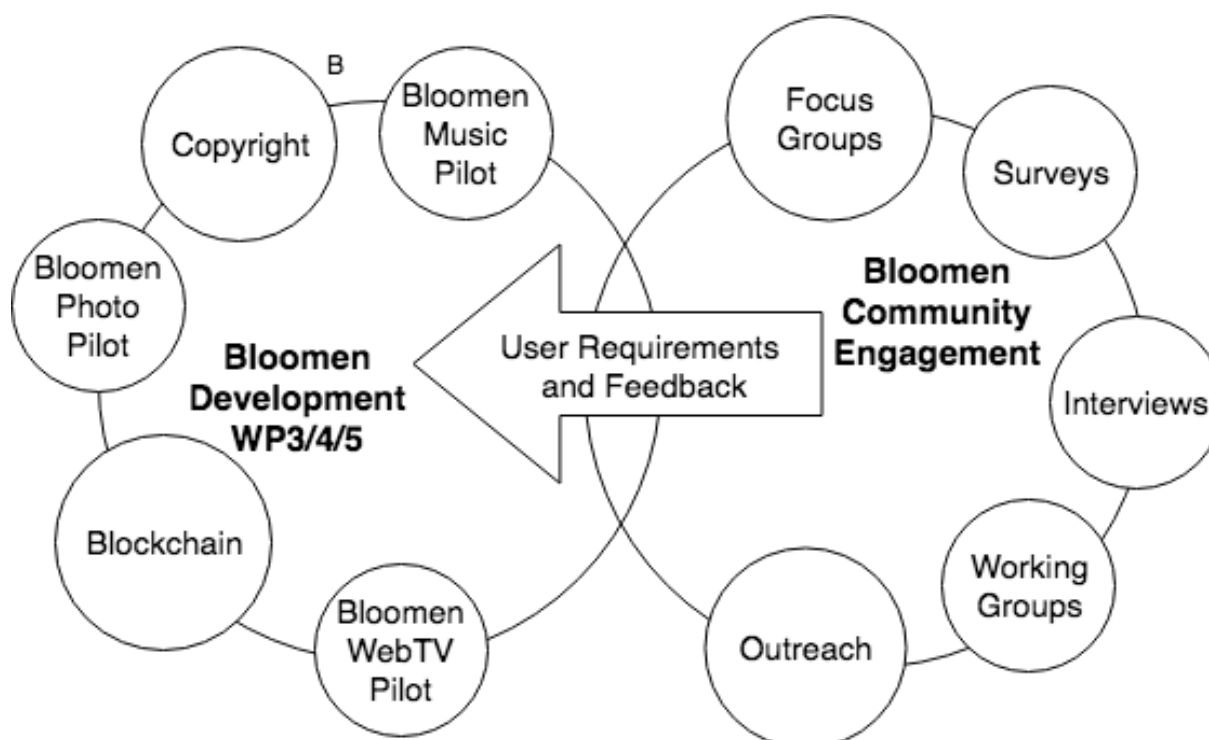 B
Copyright
Bloomen
Music
Pilot
Bloomen
Photo
Pilot
Bloomen
Development
WP3/4/5
Blockchain
Bloomen
WebTV
Pilot
User Requirements
and Feedback
Focus
Groups
Surveys
Bloomen
Community
Engagement
Interviews
Working
Groups
Outreach